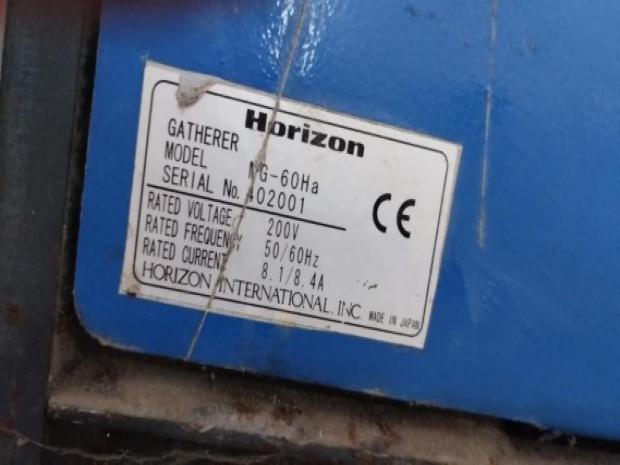 Horizon
GATHERER
MODEL MG-60Ha
SERIAL No. 402001
RATED VOLTAGE 200V
RATED FREQUENCY 50/60Hz
RATED CURRENT 8.1/8.4A
HORIZON INTERNATIONAL, INC. MADE IN JAPAN
CE